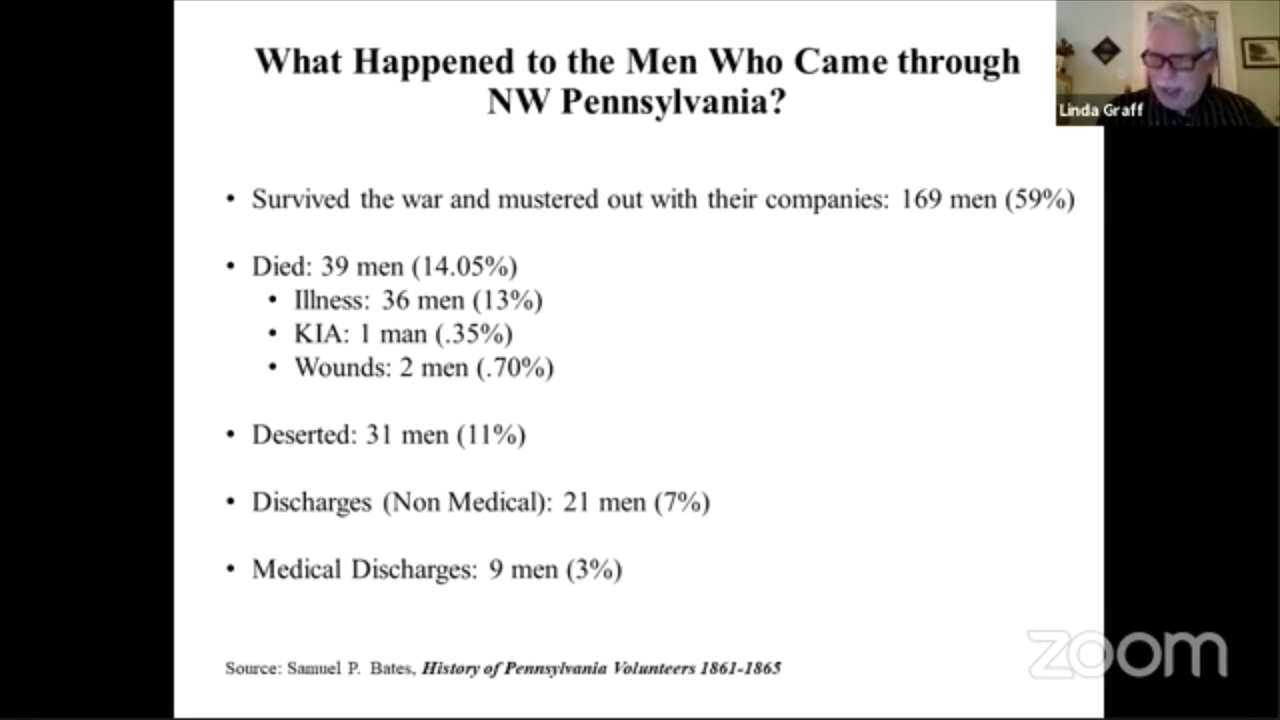 What Happened to the Men Who Came through
NW Pennsylvania?
Linda Graff
• Survived the war and mustered out with their companies: 169 men (59%)
• Died: 39 men (14.05%)
• Illness: 36 men (13%)
• KIA: 1 man (.35%)
• Wounds: 2 men (.70%)
• Deserted: 31 men (11%)
• Discharges (Non Medical): 21 men (7%)
• Medical Discharges: 9 men (3%)
Source: Samuel P. Bates, History of Pennsylvania Volunteers 1861-1865
zoom